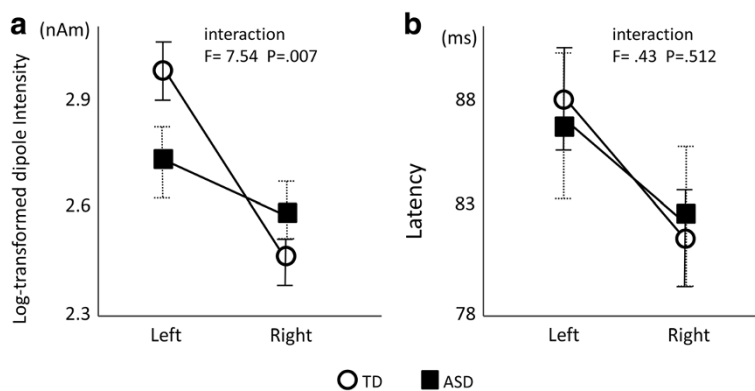 a
(nAm)
interaction
F= 7.54 P=.007
Log-transformed dipole Intensity
2.9
2.6
2.3
Left
Right
b
(ms)
interaction
F= .43 P=.512
Latency
88
83
78
Left
Right
TD
ASD